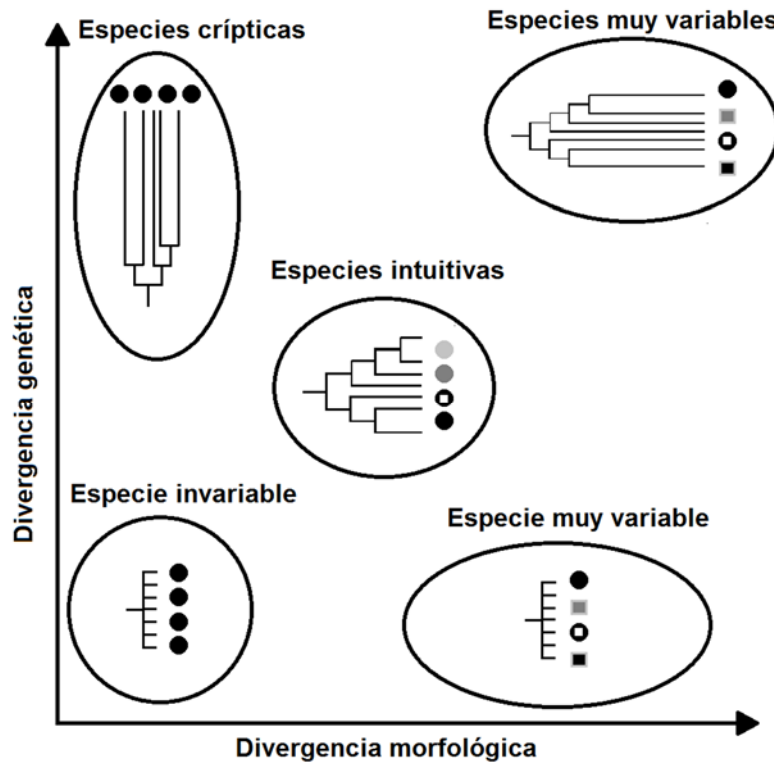 Especies crípticas
Especies muy variables
Especies intuitivas
Especie invariable
Especie muy variable
Divergencia genética
Divergencia morfológica